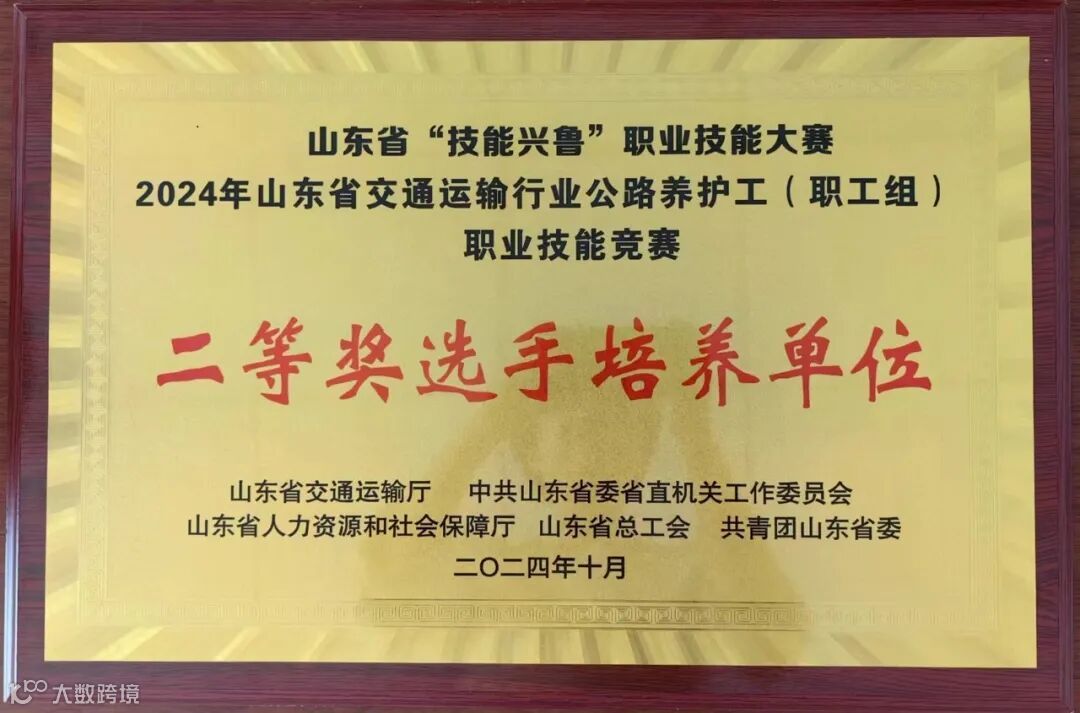 山东省“技能兴鲁”职业技能大赛
2024年山东省交通运输行业公路养护工（职工组）
职业技能竞赛
二等奖选手培养单位
山东省交通运输厅 中共山东省委省直机关工作委员会
山东省人力资源和社会保障厅 山东省总工会 共青团山东省委
二〇二四年十月
大数跨境